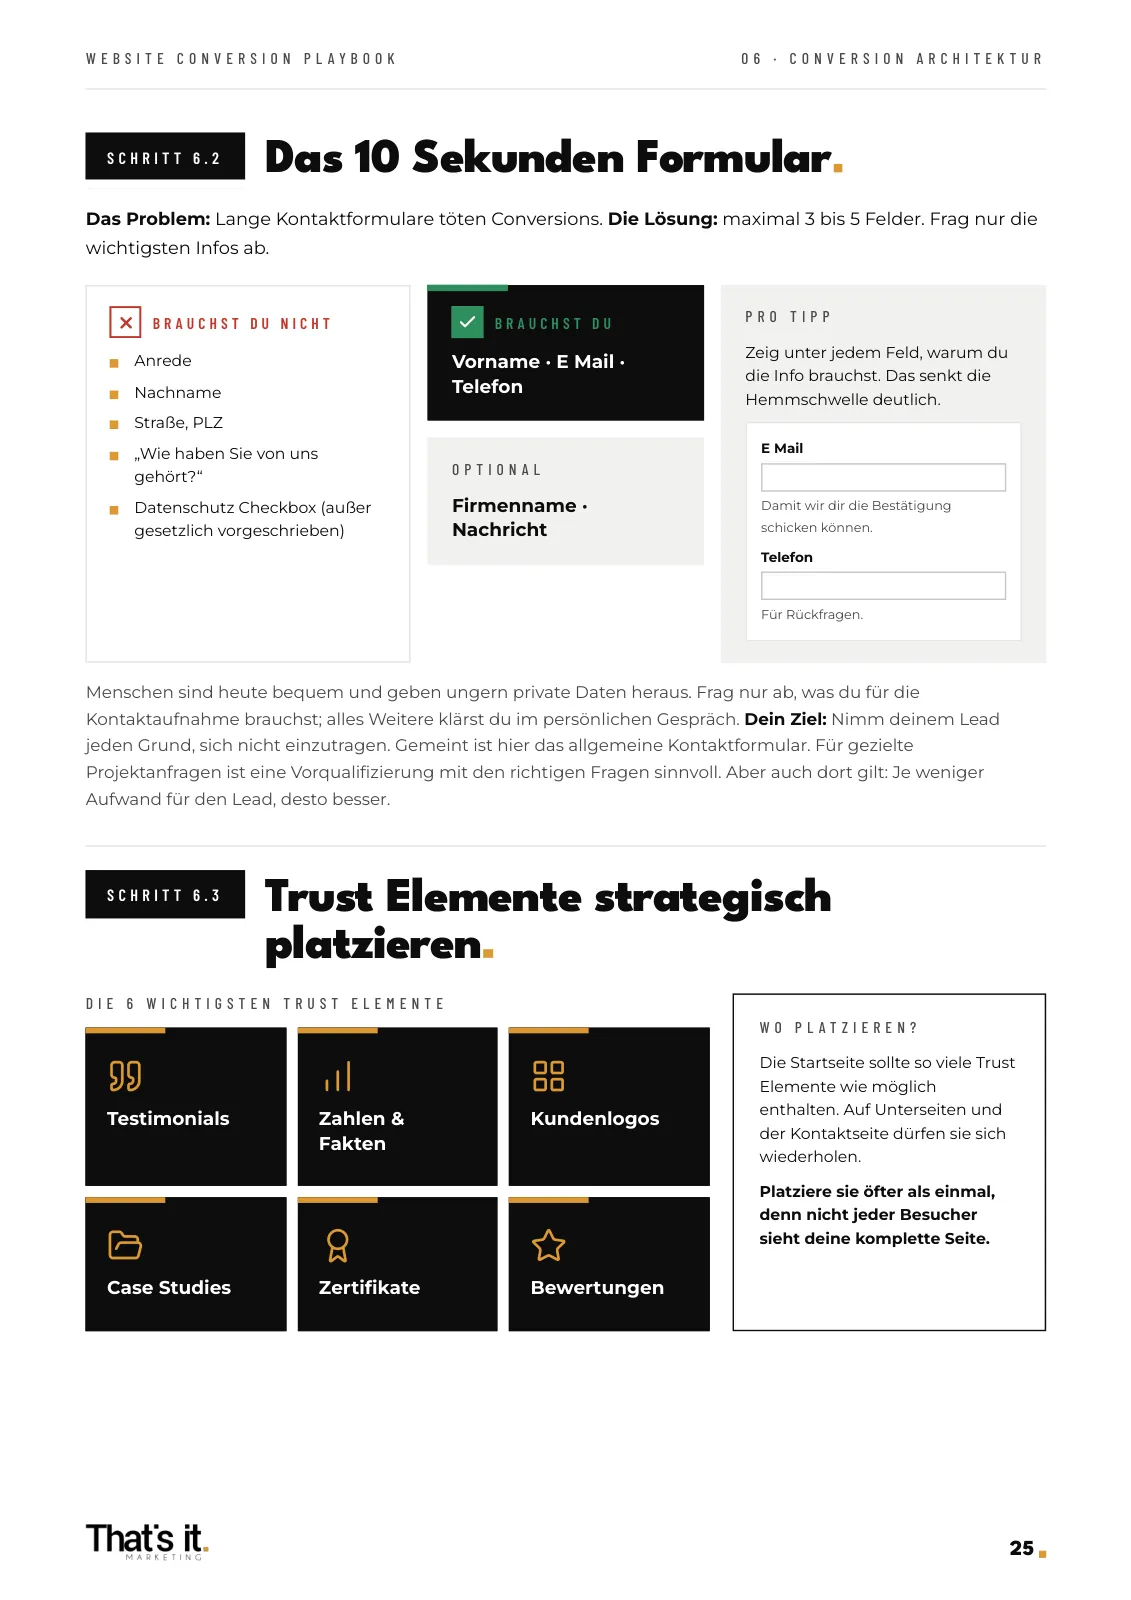 WEBSITE CONVERSION PLAYBOOK
06 · CONVERSION ARCHITEKTUR
SCHRITT 6.2
Das 10 Sekunden Formular.
Das Problem: Lange Kontaktformulare töten Conversions. Die Lösung: maximal 3 bis 5 Felder. Frag nur die
wichtigsten Infos ab.
BRAUCHST DU NICHT
Anrede
Nachname
Straße, PLZ
„Wie haben Sie von uns
gehört?“
Datenschutz Checkbox (außer
gesetzlich vorgeschrieben)
BRAUCHST DU
Vorname · E Mail ·
Telefon
OPTIONAL
Firmenname ·
Nachricht
PRO TIPP
Zeig unter jedem Feld, warum du
die Info brauchst. Das senkt die
Hemmschwelle deutlich.
E Mail
Damit wir dir die Bestätigung
schicken können.
Telefon
Für Rückfragen.
Menschen sind heute bequem und geben ungern private Daten heraus. Frag nur ab, was du für die
Kontaktaufnahme brauchst; alles Weitere klärst du im persönlichen Gespräch. Dein Ziel: Nimm deinem Lead
jeden Grund, sich nicht einzutragen. Gemeint ist hier das allgemeine Kontaktformular. Für gezielte
Projektanfragen ist eine Vorqualifizierung mit den richtigen Fragen sinnvoll. Aber auch dort gilt: Je weniger
Aufwand für den Lead, desto besser.
SCHRITT 6.3
Trust Elemente strategisch
platzieren.
DIE 6 WICHTIGSTEN TRUST ELEMENTE
Testimonials
Zahlen &
Fakten
Kundenlogos
Case Studies
Zertifikate
Bewertungen
WO PLATZIEREN?
Die Startseite sollte so viele Trust
Elemente wie möglich
enthalten. Auf Unterseiten und
der Kontaktseite dürfen sie sich
wiederholen.
Platziere sie öfter als einmal,
denn nicht jeder Besucher
sieht deine komplette Seite.
That's it.
MARKETING
25